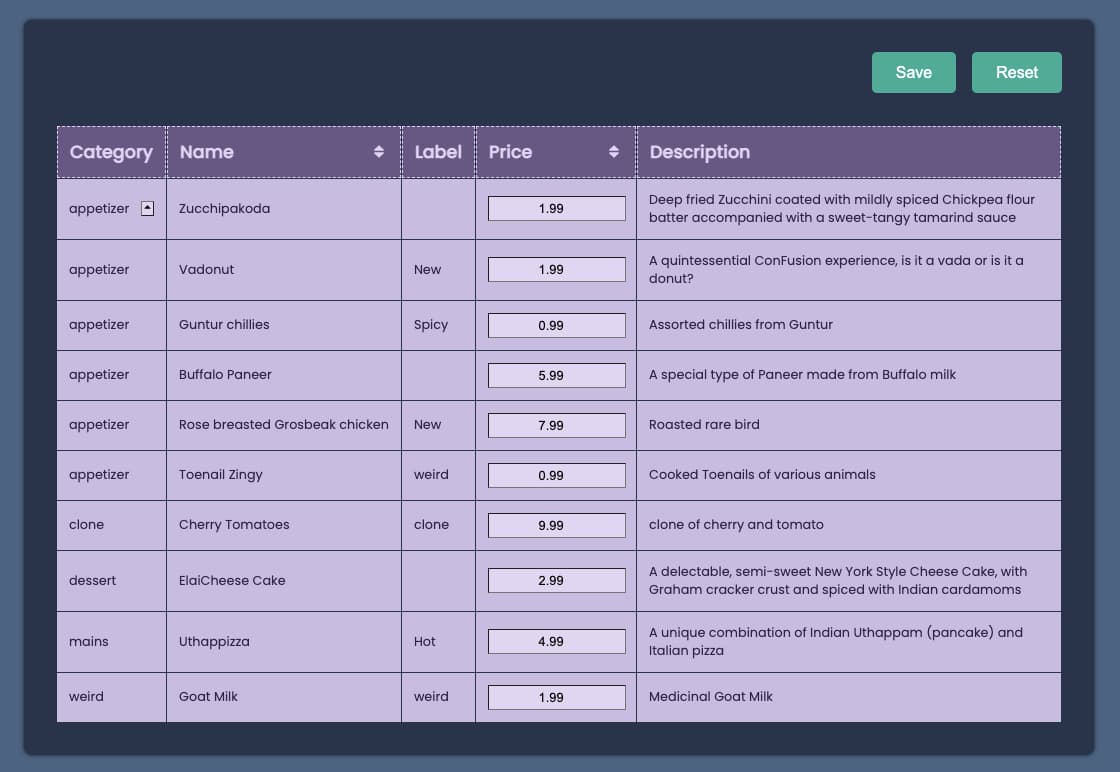 Save Reset
Category Name Label Price Description
appetizer Zucchipakoda 1.99 Deep fried Zucchini coated with mildly spiced Chickpea flour
batter accompanied with a sweet-tangy tamarind sauce
appetizer Vadonut New 1.99 A quintessential ConFusion experience, is it a vada or is it a
donut?
appetizer Guntur chillies Spicy 0.99 Assorted chillies from Guntur
appetizer Buffalo Paneer 5.99 A special type of Paneer made from Buffalo milk
appetizer Rose breasted Grosbeak chicken New 7.99 Roasted rare bird
appetizer Toenail Zingy weird 0.99 Cooked Toenails of various animals
clone Cherry Tomatoes clone 9.99 clone of cherry and tomato
dessert ElaiCheese Cake 2.99 A delectable, semi-sweet New York Style Cheese Cake, with
Graham cracker crust and spiced with Indian cardamoms
mains Uthappizza Hot 4.99 A unique combination of Indian Uthappam (pancake) and
Italian pizza
weird Goat Milk weird 1.99 Medicinal Goat Milk